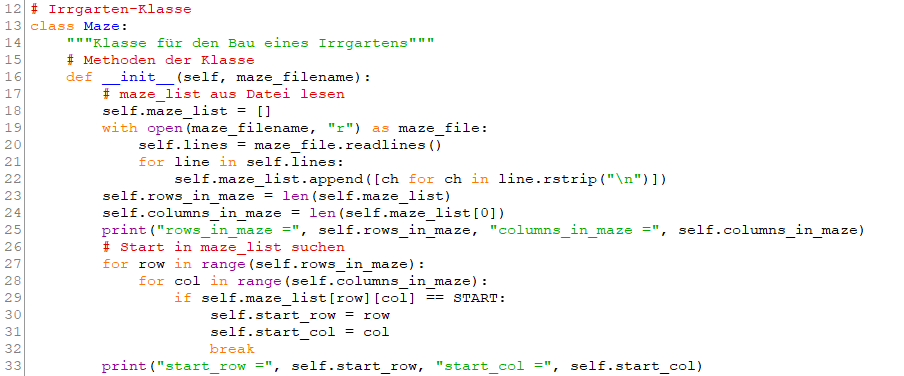 12 # Irrgarten-Klasse
13 class Maze:
14     """Klasse für den Bau eines Irrgartens"""
15     # Methoden der Klasse
16     def __init__(self, maze_filename):
17         # maze_list aus Datei lesen
18         self.maze_list = []
19         with open(maze_filename, "r") as maze_file:
20             self.lines = maze_file.readlines()
21             for line in self.lines:
22                 self.maze_list.append([ch for ch in line.rstrip("\n")])
23         self.rows_in_maze = len(self.maze_list)
24         self.columns_in_maze = len(self.maze_list[0])
25         print("rows_in_maze =", self.rows_in_maze, "columns_in_maze =", self.columns_in_maze)
26         # Start in maze_list suchen
27         for row in range(self.rows_in_maze):
28             for col in range(self.columns_in_maze):
29                 if self.maze_list[row][col] == START:
30                     self.start_row = row
31                     self.start_col = col
32                     break
33         print("start_row =", self.start_row, "start_col =", self.start_col)